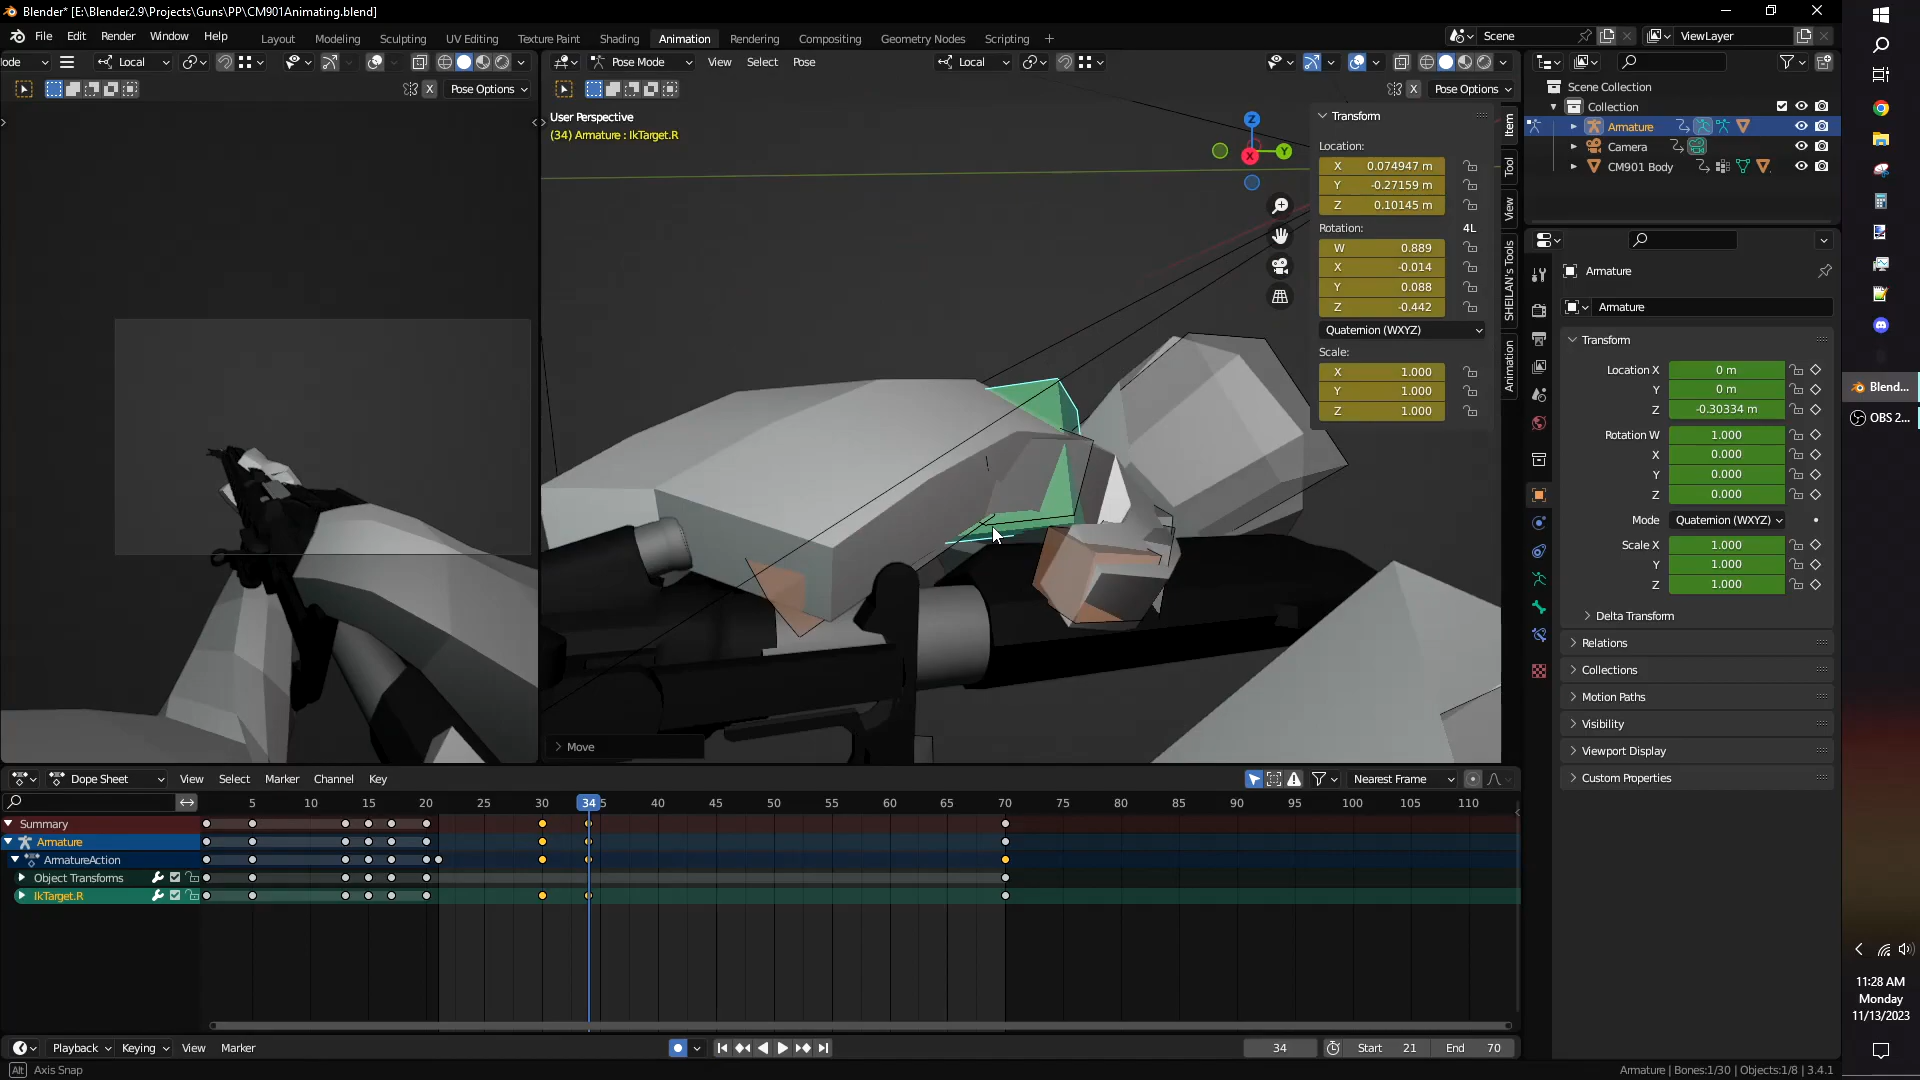 Blender* [E:\Blender2.9\Projects\Guns\PP\CM901Animating.blend]
File Edit Render Window Help
Layout Modeling Sculpting UV Editing Texture Paint Shading Animation Rendering Compositing Geometry Nodes Scripting +
Scene
ViewLayer
ode Local
Pose Mode View Select Pose Local
X Pose Options
X Pose Options
User Perspective
(34) Armature : IkTarget.R
Z
Y
X
Transform
Location:
X 0.074947 m
Y -0.27159 m
Z 0.10145 m
Rotation: 4L
W 0.889
X -0.014
Y 0.088
Z -0.442
Quaternion (WXYZ)
Scale:
X 1.000
Y 1.000
Z 1.000
Item
Tool
View
SHEILAN's Tools
Animation
Move
Scene Collection
Collection
Armature
Camera
CM901 Body
Armature
Armature
Transform
Location X 0 m
Y 0 m
Z -0.30334 m
Rotation W 1.000
X 0.000
Y 0.000
Z 0.000
Mode Quaternion (WXYZ)
Scale X 1.000
Y 1.000
Z 1.000
Delta Transform
Relations
Collections
Motion Paths
Visibility
Viewport Display
Custom Properties
Dope Sheet View Select Marker Channel Key Nearest Frame
5 10 15 20 25 30 34 5 40 45 50 55 60 65 70 75 80 85 90 95 100 105 110
Summary
Armature
ArmatureAction
Object Transforms
IkTarget.R
Playback Keying View Marker
34 Start 21 End 70
Alt Axis Snap
Armature | Bones:1/30 | Objects:1/8 | 3.4.1
Blend...
OBS 2...
11:28 AM
Monday
11/13/2023